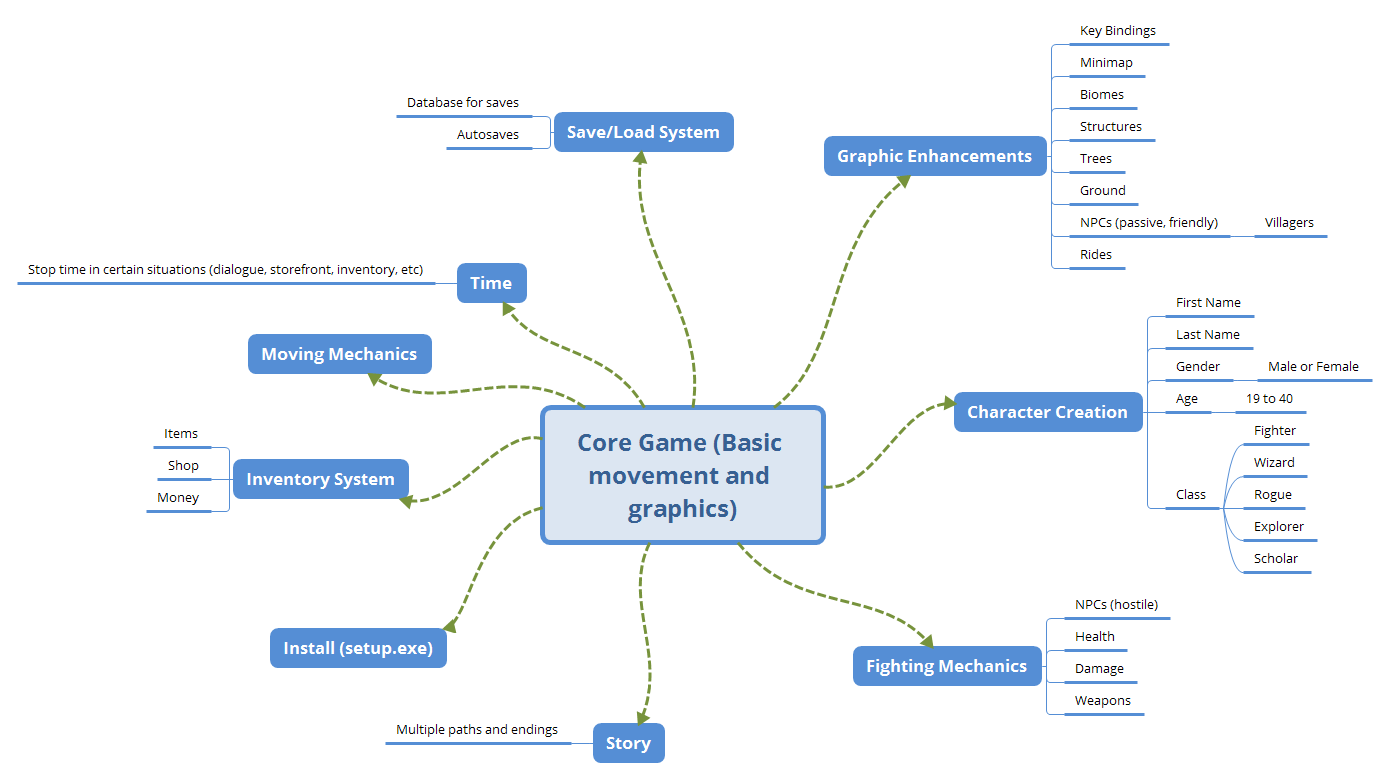 Key Bindings
Minimap
Biomes
Structures
Trees
Ground
NPCs (passive, friendly)
Villagers
Rides
Graphic Enhancements
Database for saves
Autosaves
Save/Load System
Stop time in certain situations (dialogue, storefront, inventory, etc)
Time
Moving Mechanics
First Name
Last Name
Gender
Male or Female
Age
19 to 40
Class
Fighter
Wizard
Rogue
Explorer
Scholar
Character Creation
Core Game (Basic
movement and
graphics)
Items
Shop
Money
Inventory System
Install (setup.exe)
NPCs (hostile)
Health
Damage
Weapons
Fighting Mechanics
Multiple paths and endings
Story